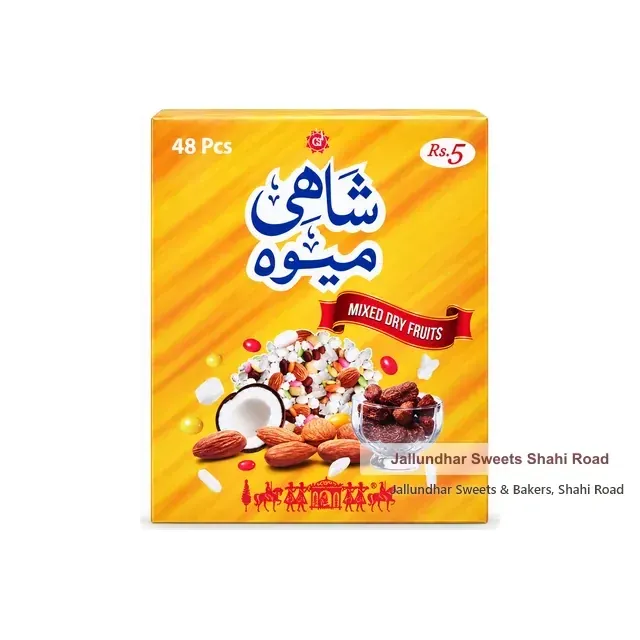 48 Pcs
Rs.5
شاهی
میوه
MIXED DRY FRUITS
Jallundhar Sweets Shahi Road
Jallundhar Sweets & Bakers, Shahi Road